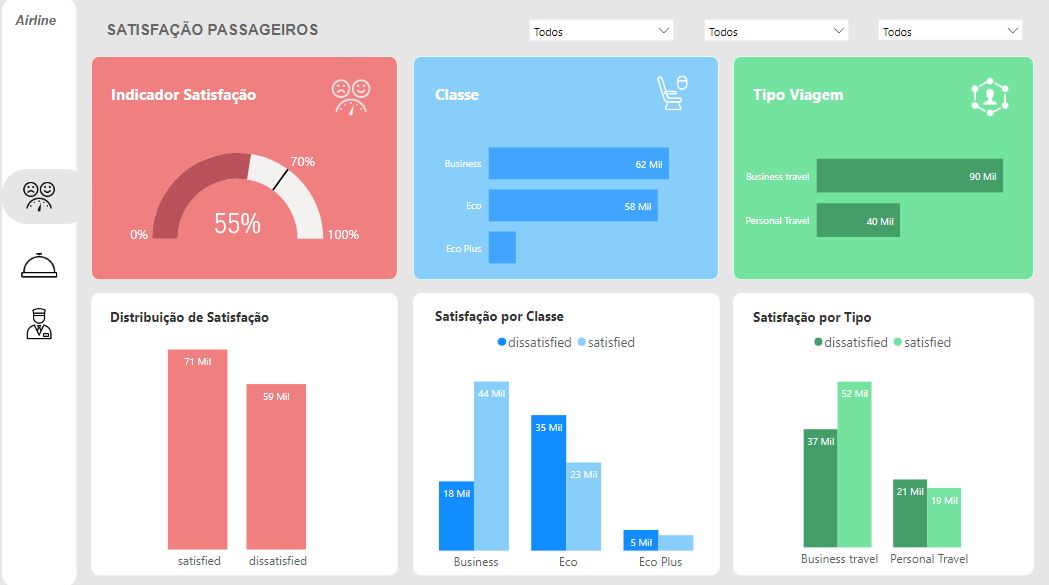 Airline
SATISFAÇÃO PASSAGEIROS
Todos
Todos
Todos
Indicador Satisfação
70%
55%
0%
100%
Classe
Business
62 Mil
Eco
58 Mil
Eco Plus
Tipo Viagem
Business travel
90 Mil
Personal Travel
40 Mil
Distribuição de Satisfação
71 Mil
59 Mil
satisfied
dissatisfied
Satisfação por Classe
dissatisfied satisfied
44 Mil
35 Mil
23 Mil
18 Mil
5 Mil
Business Eco Eco Plus
Satisfação por Tipo
dissatisfied satisfied
52 Mil
37 Mil
21 Mil
19 Mil
Business travel Personal Travel